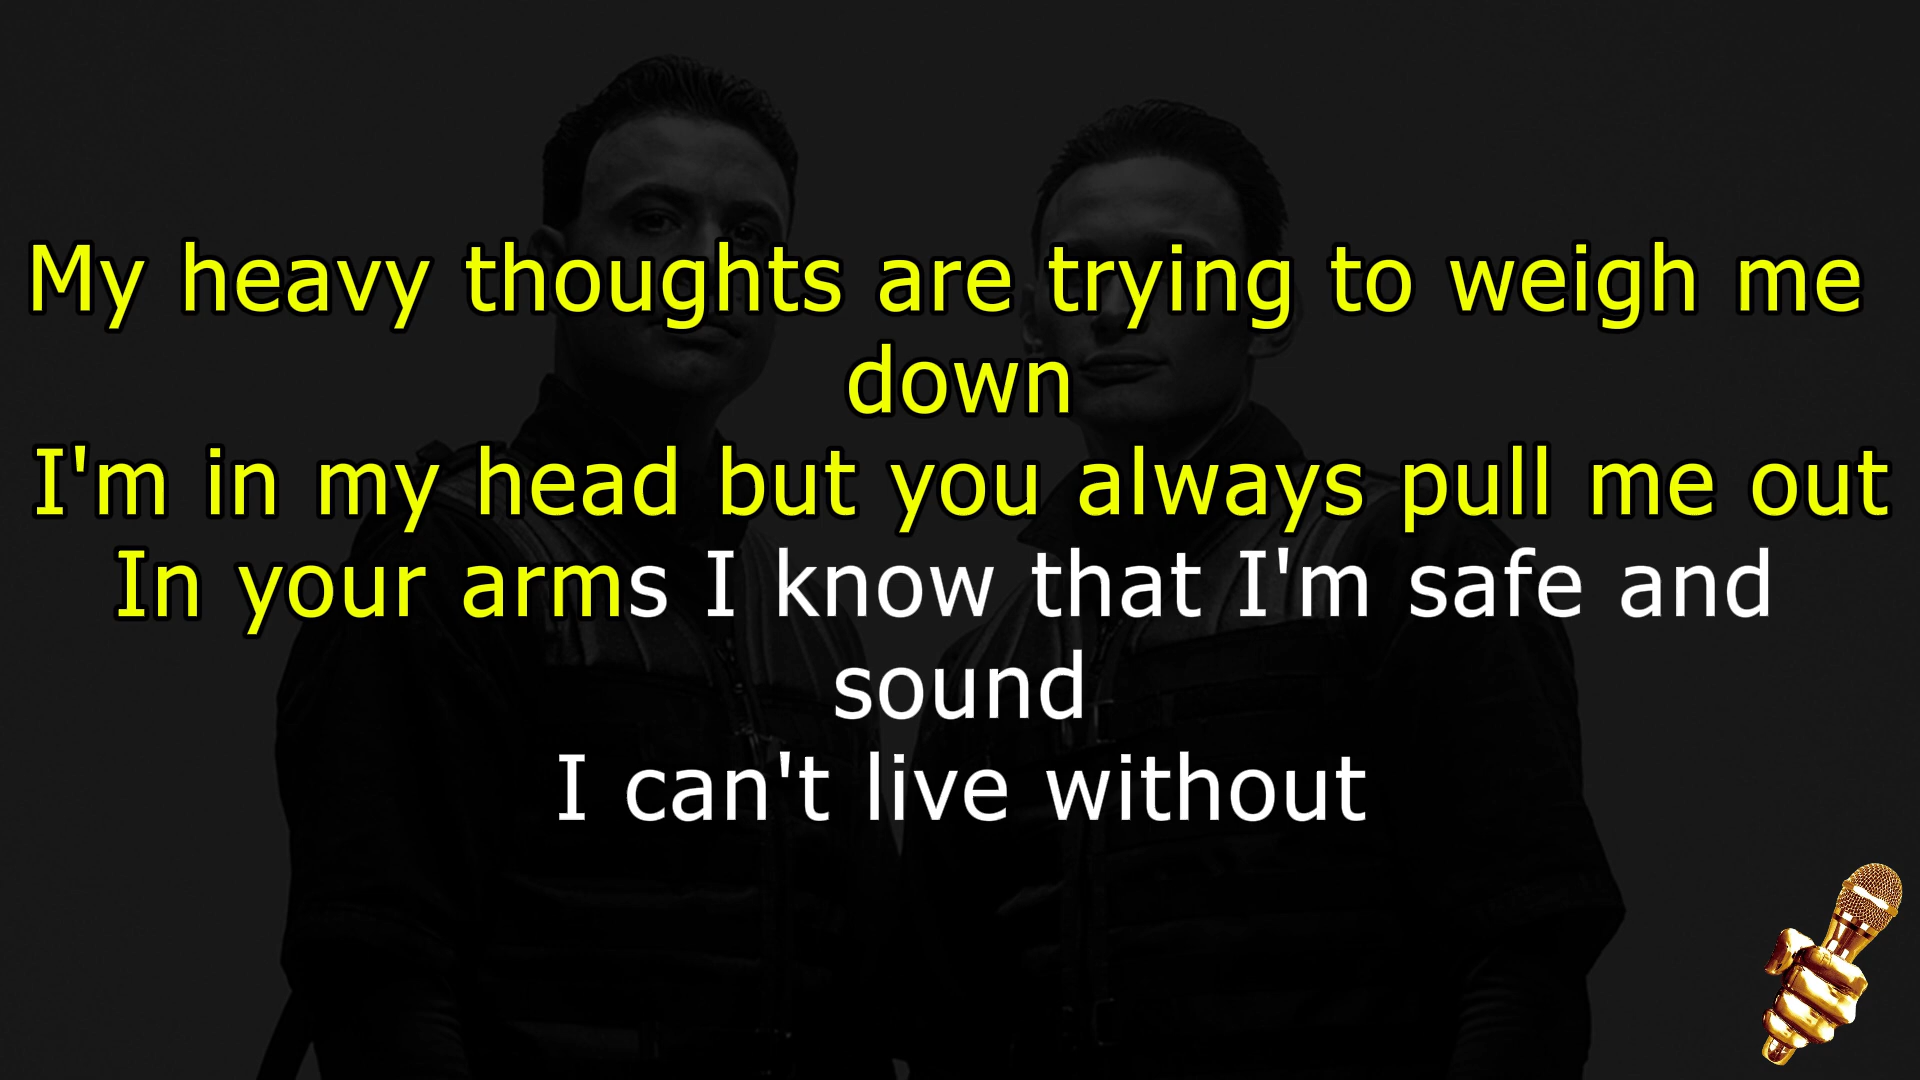 My heavy thoughts are trying to weigh me
down
I'm in my head but you always pull me out
In your arms I know that I'm safe and
sound
I can't live without